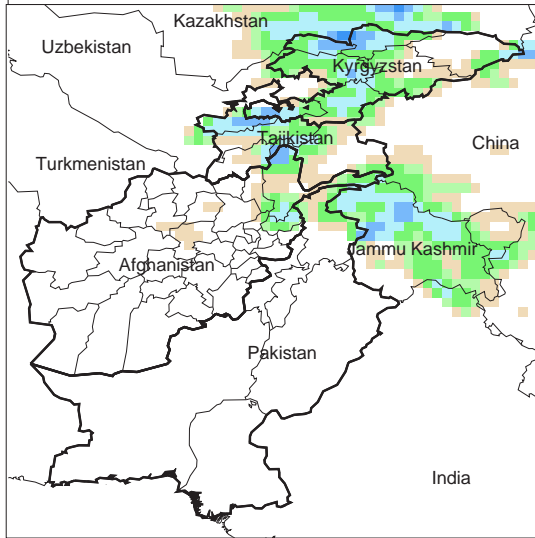 Kazakhstan
Uzbekistan
Kyrgyzstan
Tajikistan
China
Turkmenistan
Jammu Kashmir
Afghanistan
Pakistan
India